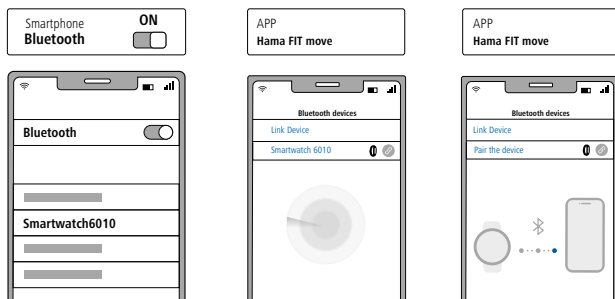 Smartphone
Bluetooth
ON
Bluetooth
Smartwatch6010
APP
Hama FIT move
Bluetooth devices
Link Device
Smartwatch 6010
APP
Hama FIT move
Bluetooth devices
Link Device
Pair the device